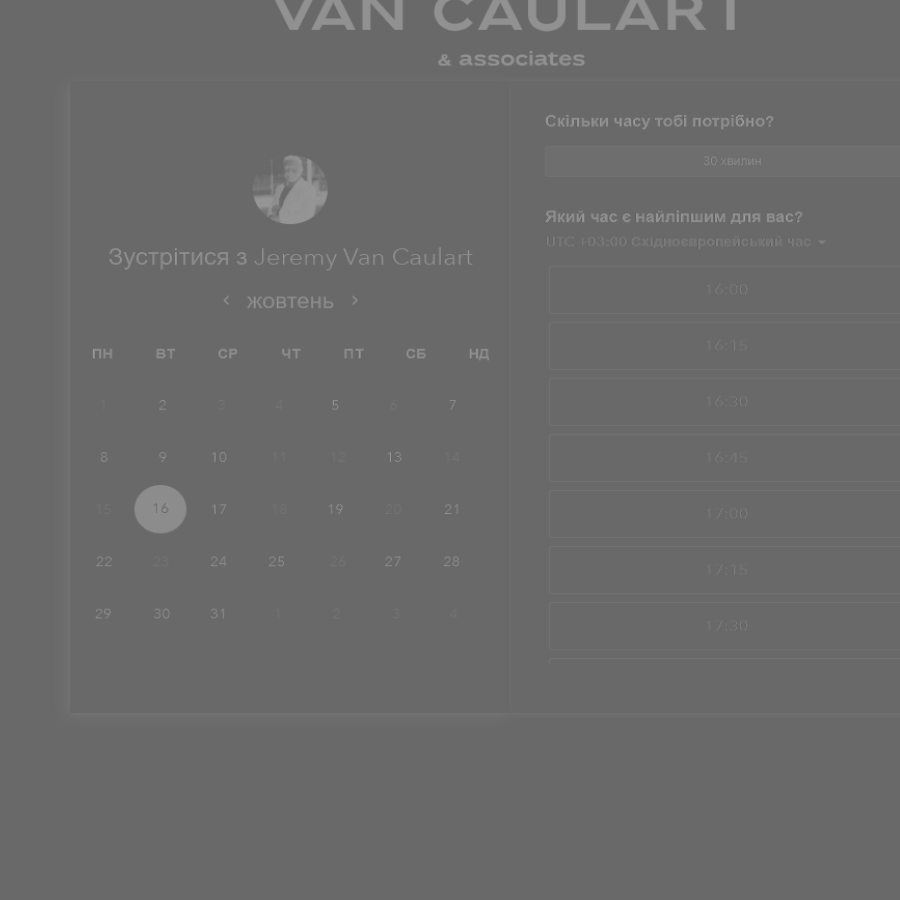 VAN CAULART
& associates
Зустрітися з Jeremy Van Caulart
жовтень
ПН ВТ СР ЧТ ПТ СБ НД
1 2 3 4 5 6 7
8 9 10 11 12 13 14
15 16 17 18 19 20 21
22 23 24 25 26 27 28
29 30 31 1 2 3 4
Скільки часу тобі потрібно?
30 хвилин
Який час є найліпшим для вас?
UTC +03:00 Східноєвропейський час
16:00
16:15
16:30
16:45
17:00
17:15
17:30